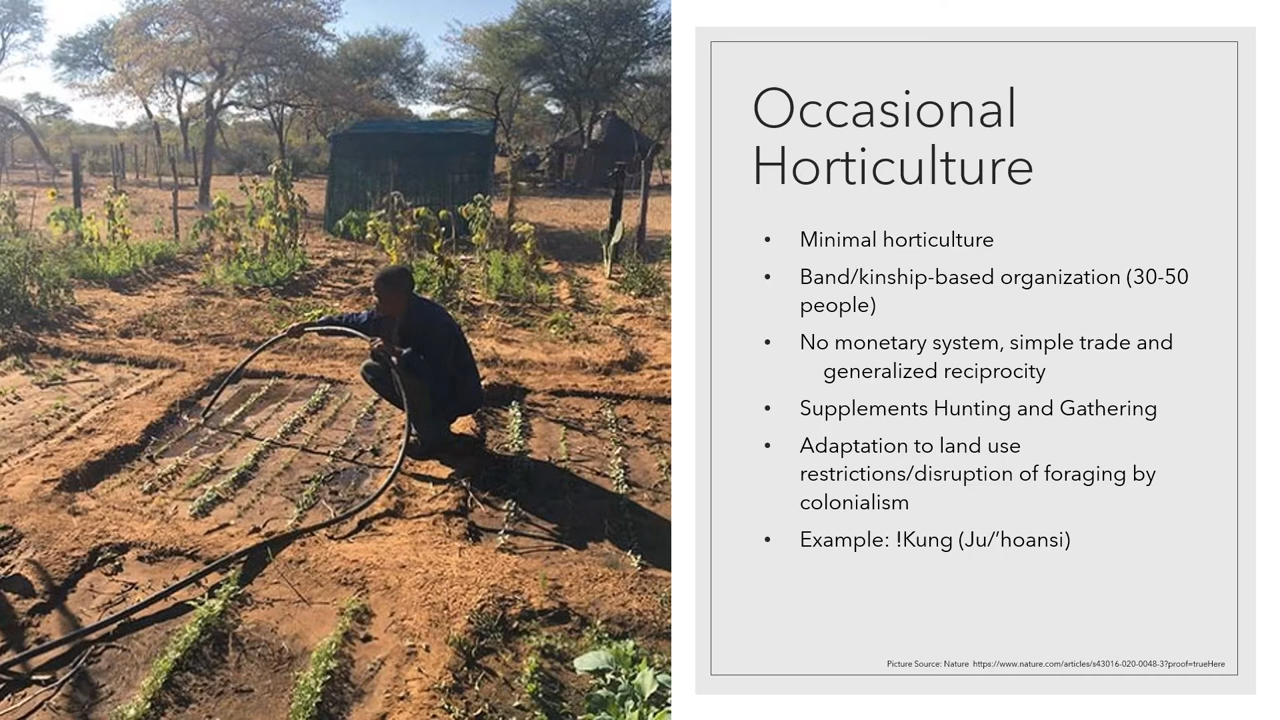 Occasional
Horticulture
• Minimal horticulture
• Band/kinship-based organization (30-50
people)
• No monetary system, simple trade and
generalized reciprocity
• Supplements Hunting and Gathering
• Adaptation to land use
restrictions/disruption of foraging by
colonialism
• Example: !Kung (Ju/’hoansi)
Picture Source: Nature https://www.nature.com/articles/s43016-020-0048-3?proof=trueHere